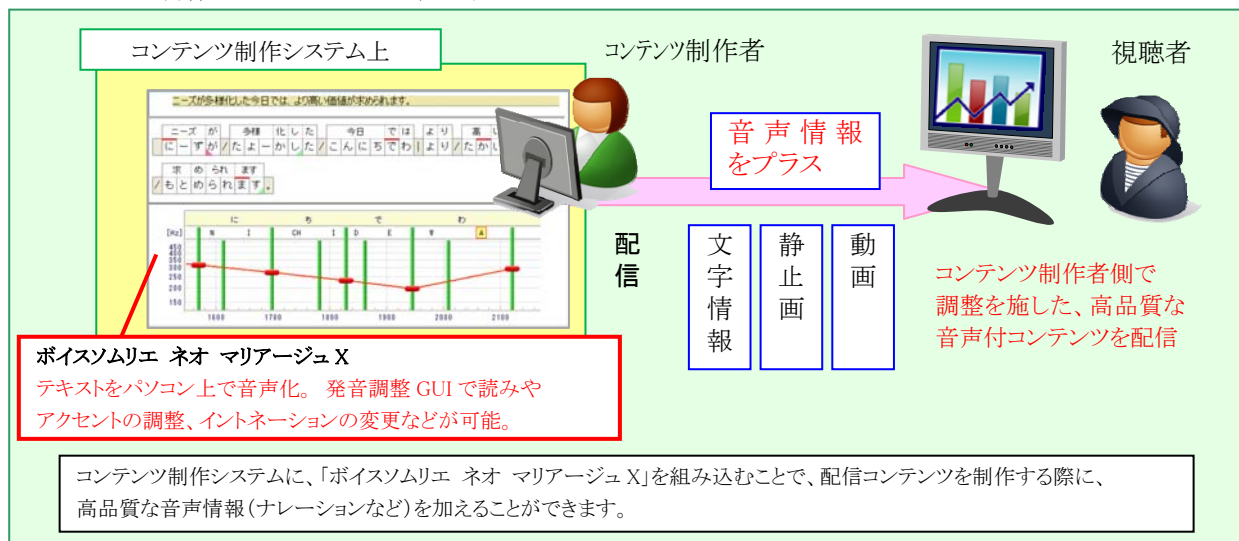 コンテンツ制作システム上
コンテンツ制作者
視聴者
ニーズが多様化した今日では、より高い価値が求められます。
ニーズ が 多様 化 し た 今日 で は よ り 高 い
に ー ず が / た よ ー か し た / こ ん に ち で わ | よ り / た か い
求 め られ ます
/ も と め ら れ ま す 。
に ち で わ
[Hz] N I CH I D E W A
450
400
350
300
250
200
150
1600 1700 1800 1900 2000 2100
音声情報
をプラス
配信
文字情報
静止画
動画
コンテンツ制作者側で
調整を施した、高品質な
音声付コンテンツを配信
ボイスソムリエ ネオ マリアージュX
テキストをパソコン上で音声化。 発音調整 GUI で読みや
アクセントの調整、イントネーションの変更などが可能。
コンテンツ制作システムに、「ボイスソムリエ ネオ マリアージュ X」を組み込むことで、配信コンテンツを制作する際に、
高品質な音声情報(ナレーションなど)を加えることができます。